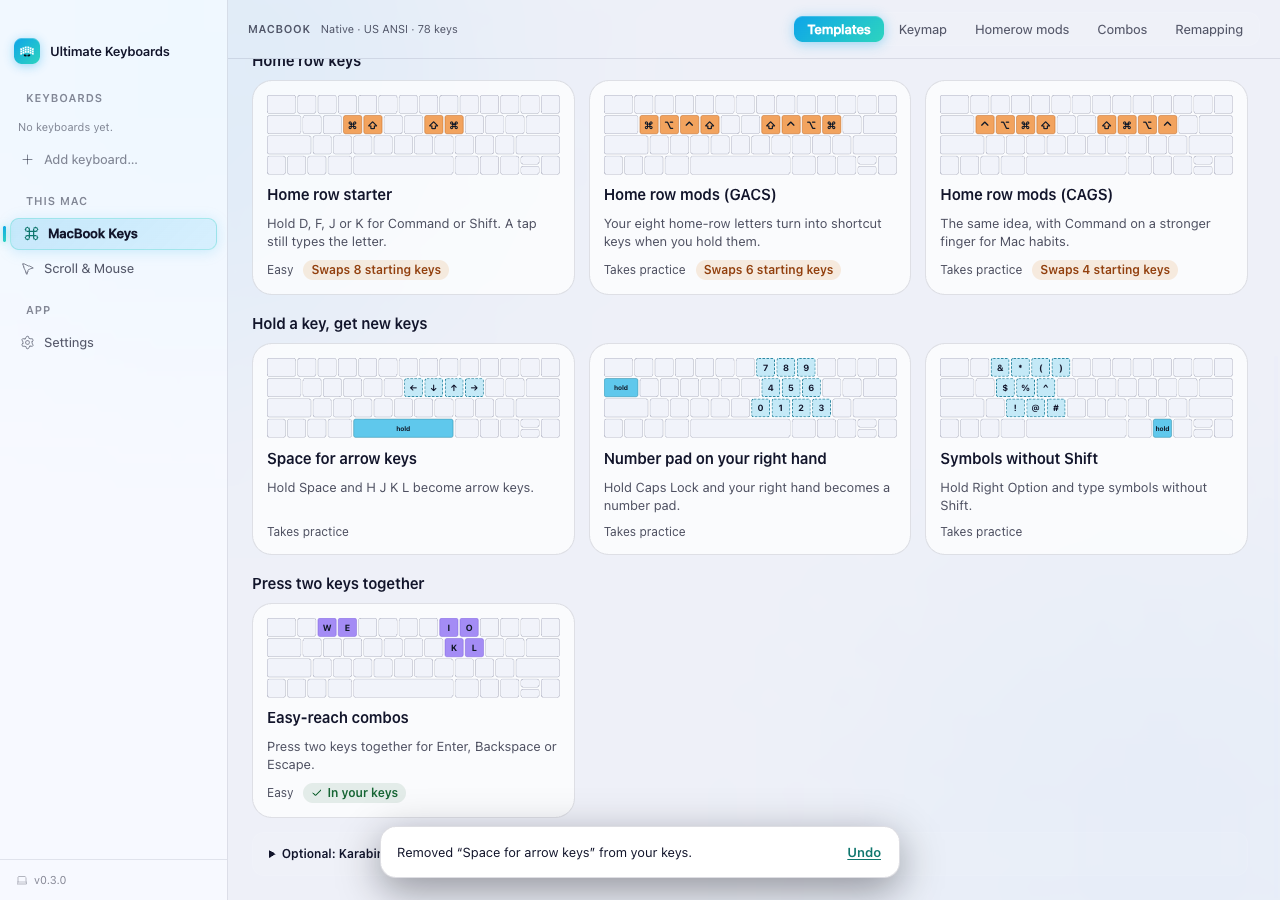 Ultimate Keyboards
KEYBOARDS
No keyboards yet.
Add keyboard...
THIS MAC
MacBook Keys
Scroll & Mouse
APP
Settings
v0.3.0
MACBOOK Native · US ANSI · 78 keys
Templates Keymap Homerow mods Combos Remapping
Home row keys
⌘ ⇧ ⇧ ⌘
Home row starter
Hold D, F, J or K for Command or Shift. A tap
still types the letter.
Easy Swaps 8 starting keys
⌘ ⌥ ^ ⇧ ⇧ ^ ⌥ ⌘
Home row mods (GACS)
Your eight home-row letters turn into shortcut
keys when you hold them.
Takes practice Swaps 6 starting keys
^ ⌥ ⌘ ⇧ ⇧ ⌘ ⌥ ^
Home row mods (CAGS)
The same idea, with Command on a stronger
finger for Mac habits.
Takes practice Swaps 4 starting keys
Hold a key, get new keys
← ↓ ↑ →
hold
Space for arrow keys
Hold Space and H J K L become arrow keys.
Takes practice
7 8 9
hold 4 5 6
0 1 2 3
Number pad on your right hand
Hold Caps Lock and your right hand becomes a
number pad.
Takes practice
& * ( )
$ % ^
! @ #
hold
Symbols without Shift
Hold Right Option and type symbols without
Shift.
Takes practice
Press two keys together
W E I O
K L
Easy-reach combos
Press two keys together for Enter, Backspace or
Escape.
Easy ✓ In your keys
Optional: Karabin
Removed “Space for arrow keys” from your keys. Undo